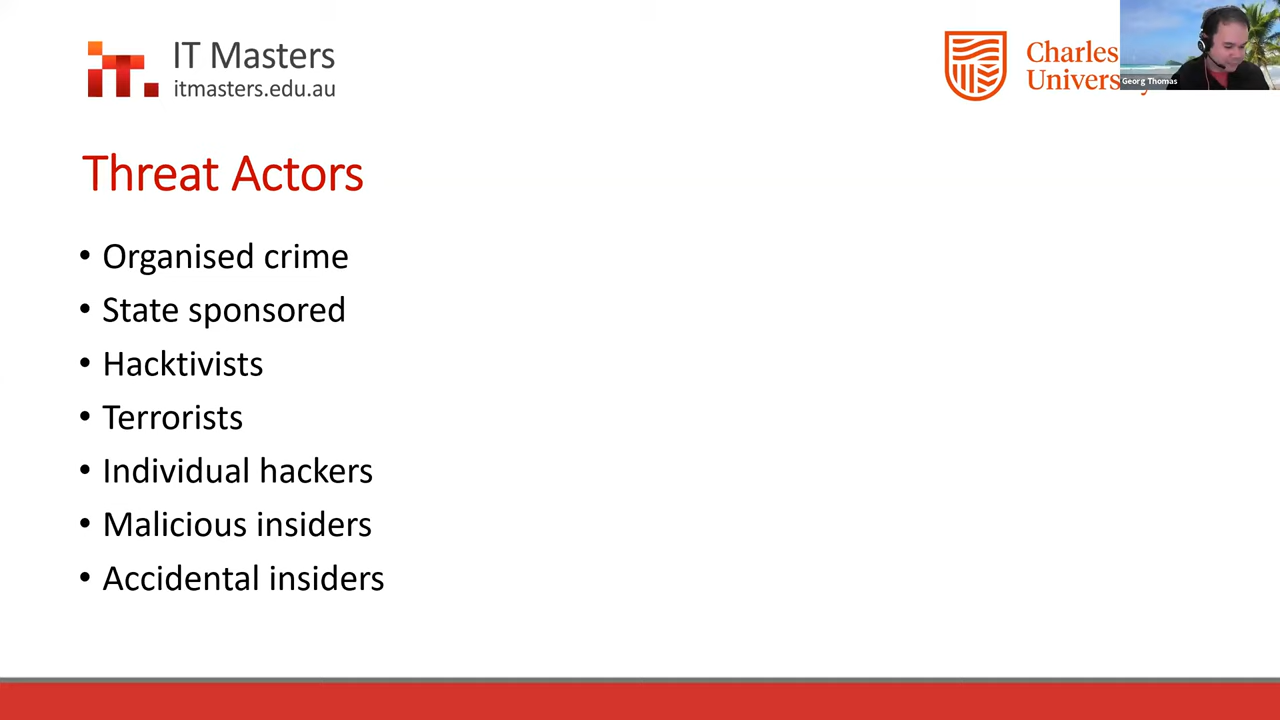 IT Masters
itmasters.edu.au
Charles
Univers
Georg Thomas
Threat Actors
• Organised crime
• State sponsored
• Hacktivists
• Terrorists
• Individual hackers
• Malicious insiders
• Accidental insiders